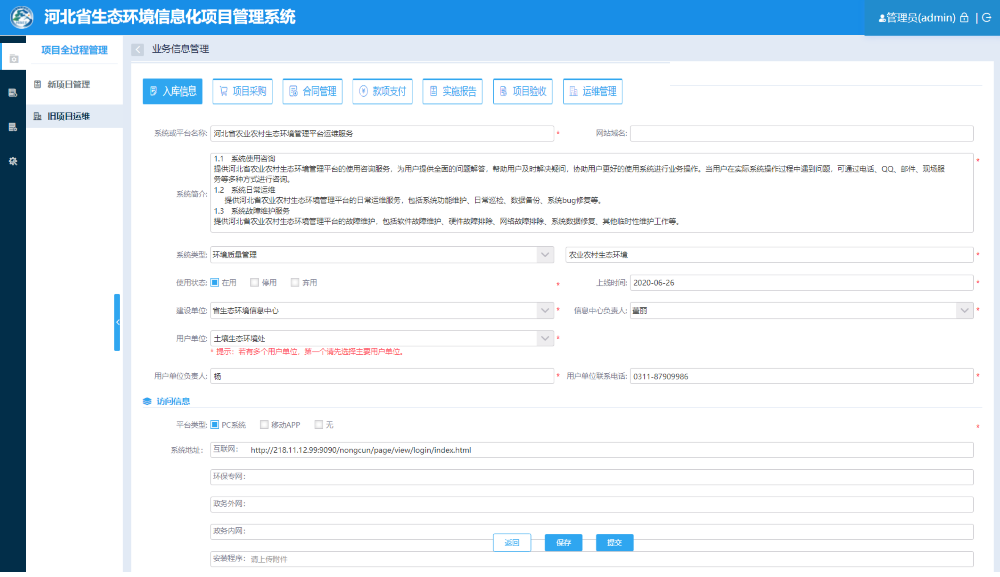 河北省生态环境信息化项目管理系统
管理员(admin)
项目全过程管理
新项目管理
旧项目运维
业务信息管理
入库信息 项目采购 合同管理 款项支付 实施报告 项目验收 运维管理
系统或平台名称: 河北省农业农村生态环境管理平台运维服务 * 网站域名:
系统简介:
1.1 系统使用咨询 *
提供河北省农业农村生态环境管理平台的使用咨询服务，为用户提供全面的问题解答，帮助用户及时解决疑问，协助用户更好的使用系统进行业务操作。当用户在实际系统操作过程中遇到问题，可通过电话、QQ、邮件、现场服
务等多种方式进行咨询。
1.2 系统日常运维
提供河北省农业农村生态环境管理平台的日常运维服务，包括系统功能维护、日常巡检、数据备份、系统bug修复等。
1.3 系统故障维护服务
提供河北省农业农村生态环境管理平台的故障维护，包括软件故障维护、硬件故障排除、网络故障排除、系统数据修复、其他临时性维护工作等。
系统类型: 环境质量管理 农业农村生态环境 *
使用状态: 在用 停用 弃用 * 上线时间: 2020-06-26 *
建设单位: 省生态环境信息中心 * 信息中心负责人: 董丽 *
用户单位: 土壤生态环境处 *
* 提示：若有多个用户单位，第一个请先选择主要用户单位。
用户单位负责人: 杨 * 用户单位联系电话: 0311-87909986 *
访问信息
平台类型: PC系统 移动APP 无 *
系统地址: 互联网: http://218.11.12.99:9090/nongcun/page/view/login/index.html
环保专网:
政务外网:
政务内网:
返回 保存 提交
安装程序: 请上传附件